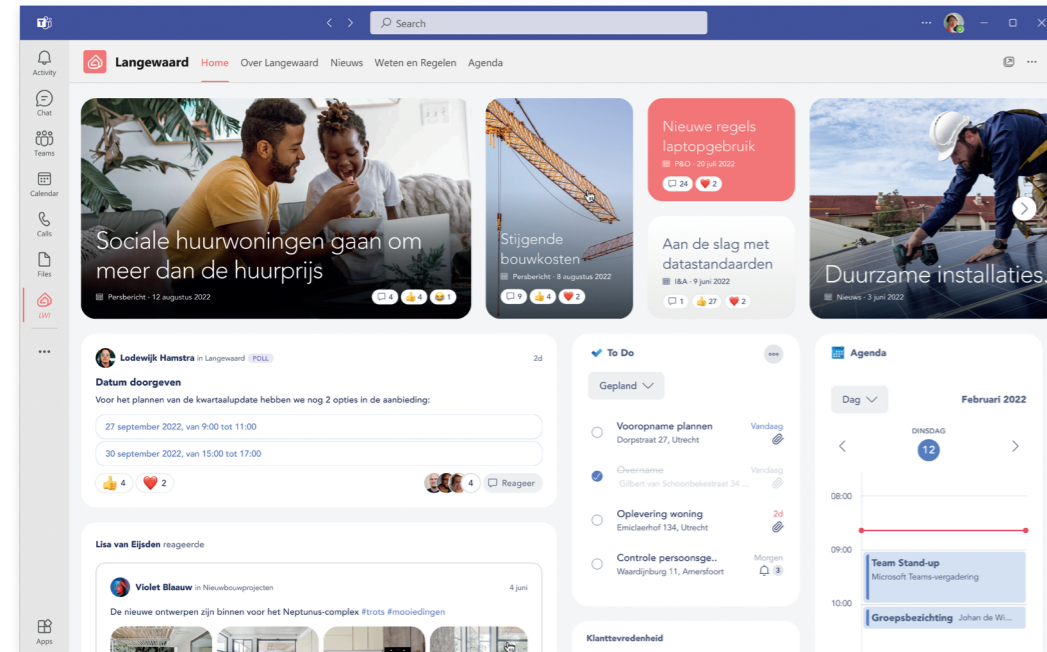 Search
Activity
Chat
Teams
Calendar
Calls
Files
LWI
Apps
Langewaard Home Over Langewaard Nieuws Weten en Regelen Agenda
Sociale huurwoningen gaan om
meer dan de huurprijs
Persbericht - 12 augustus 2022
4 4 1
Stijgende
bouwkosten
Persbericht - 8 augustus 2022
9 4 2
Nieuwe regels
laptopgebruik
P&O - 20 juli 2022
24 2
Aan de slag met
datastandaarden
I&A - 9 juni 2022
1 27 2
Duurzame installaties.
Nieuws - 3 juni 2022
Lodewijk Hamstra in Langewaard POLL 2d
Datum doorgeven
Voor het plannen van de kwartaalupdate hebben we nog 2 opties in de aanbieding:
27 september 2022, van 9:00 tot 11:00
30 september 2022, van 15:00 tot 17:00
4 2 4 Reageer
Lisa van Eijsden reageerde
Violet Blaauw in Nieuwbouwprojecten 4 juni
De nieuwe ontwerpen zijn binnen voor het Neptunus-complex #trots #mooiedingen
To Do
Gepland
Vooropname plannen Vandaag
Dorpstraat 27, Utrecht
Overname Vandaag
Gilbert van Schoonbekestraat 34 ...
Oplevering woning 2d
Emiclaerhof 134, Utrecht
Controle persoonsge.. Morgen
Waardijnburg 11, Amersfoort 3
Klanttevredenheid
Agenda
Dag Februari 2022
DINSDAG
12
08:00
09:00
Team Stand-up
Microsoft Teams-vergadering
10:00
Groepsbezichting Johan de Wi...